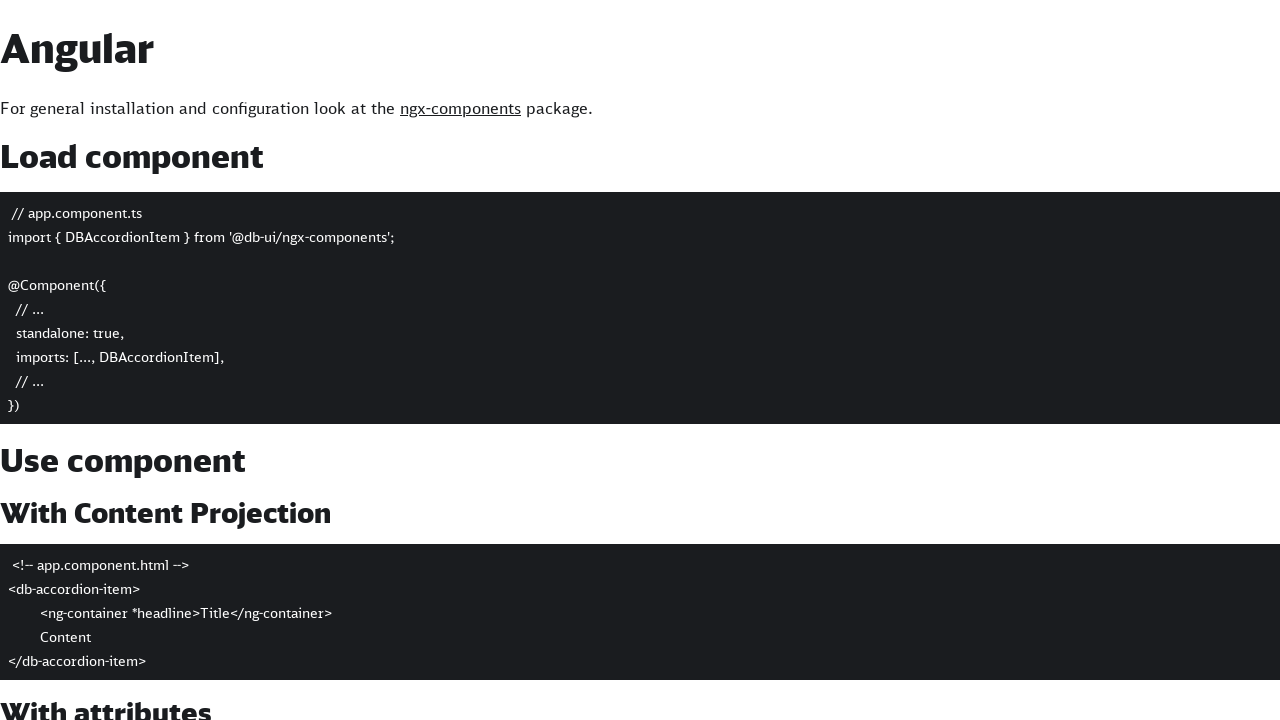 Angular
For general installation and configuration look at the ngx-components package.
Load component
// app.component.ts
import { DBAccordionItem } from '@db-ui/ngx-components';
@Component({
// ...
standalone: true,
imports: [..., DBAccordionItem],
// ...
})
Use component
With Content Projection
<!-- app.component.html -->
<db-accordion-item>
<ng-container *headline>Title</ng-container>
Content
</db-accordion-item>
With attributes